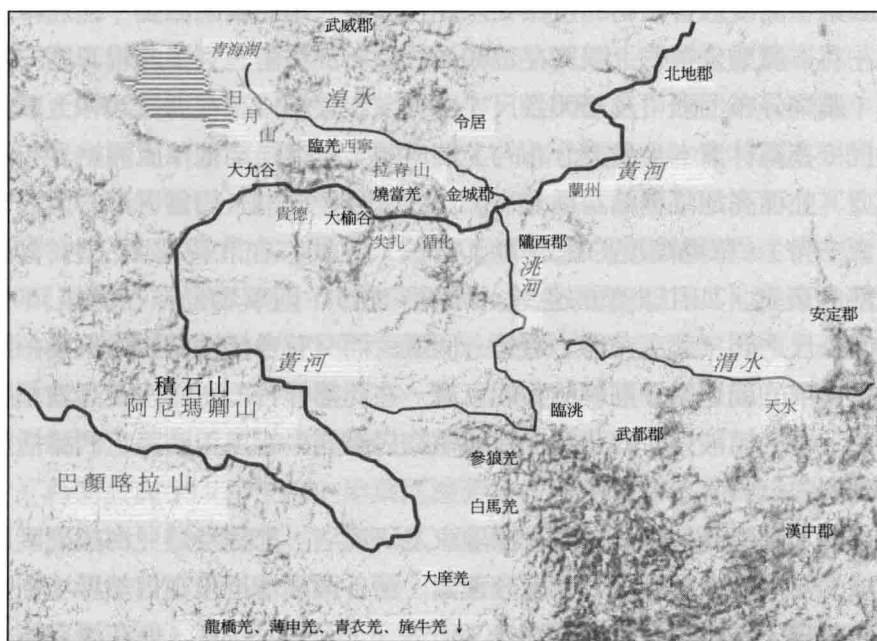 武威郡
青海湖
北地郡
湟水
日月山
令居
臨羌
西寧
黃河
大允谷
拉脊山
燒當羌
金城郡
蘭州
貴德
大榆谷
尖扎
循化
隴西郡
洮河
安定郡
黃河
渭水
積石山
阿尼瑪卿山
臨洮
天水
武都郡
參狼羌
巴顏喀拉山
白馬羌
漢中郡
大牂羌
龍橋羌、薄申羌、青衣羌、旄牛羌↓